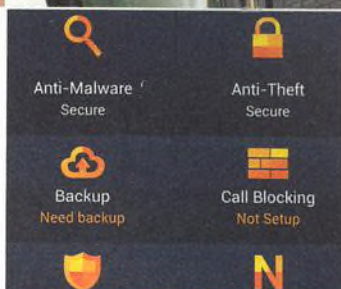 Anti-Malware
Anti-Theft
Secure
Secure
Backup
Call Blocking
Need backup
Not Setup
N